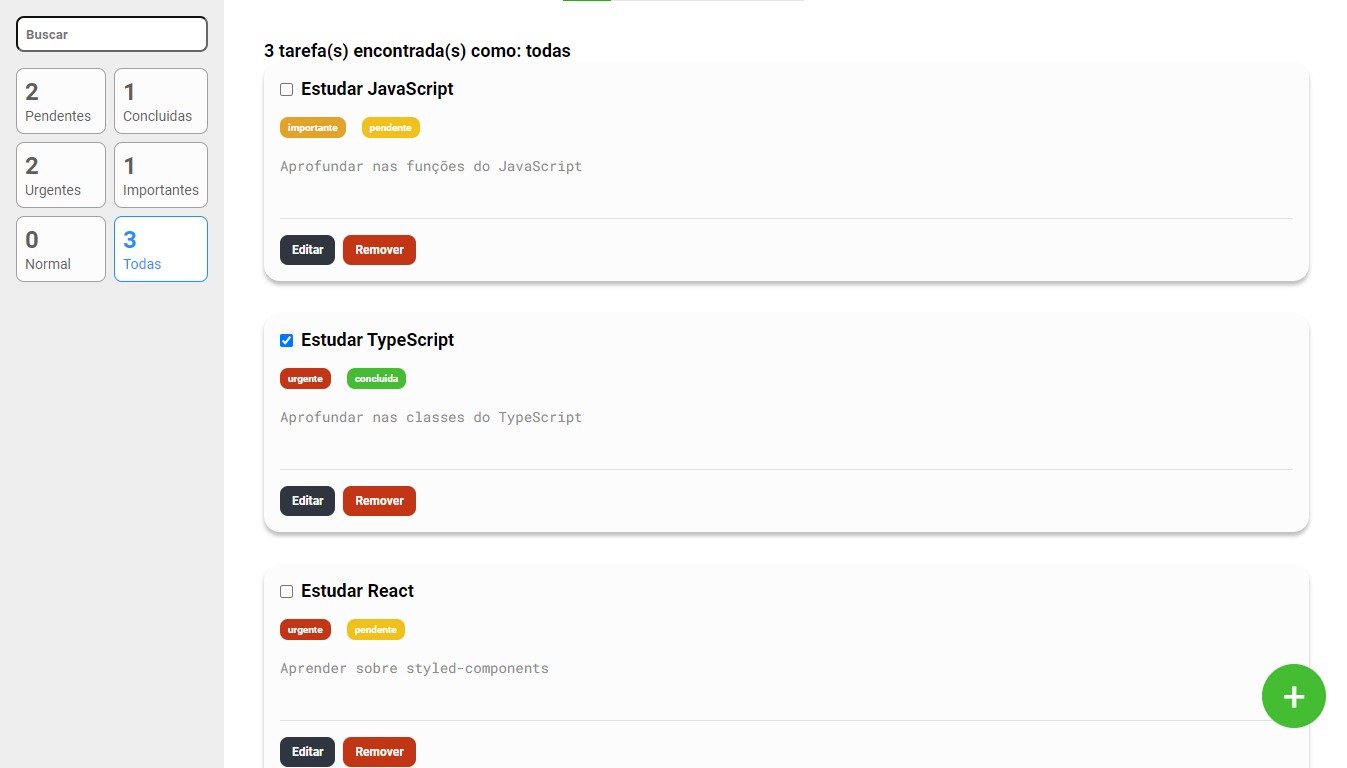 Buscar
2
Pendentes
1
Concluidas
2
Urgentes
1
Importantes
0
Normal
3
Todas
3 tarefa(s) encontrada(s) como: todas
Estudar JavaScript
importante pendente
Aprofundar nas funções do JavaScript
Editar Remover
Estudar TypeScript
urgente concluida
Aprofundar nas classes do TypeScript
Editar Remover
Estudar React
urgente pendente
Aprender sobre styled-components
Editar Remover
+